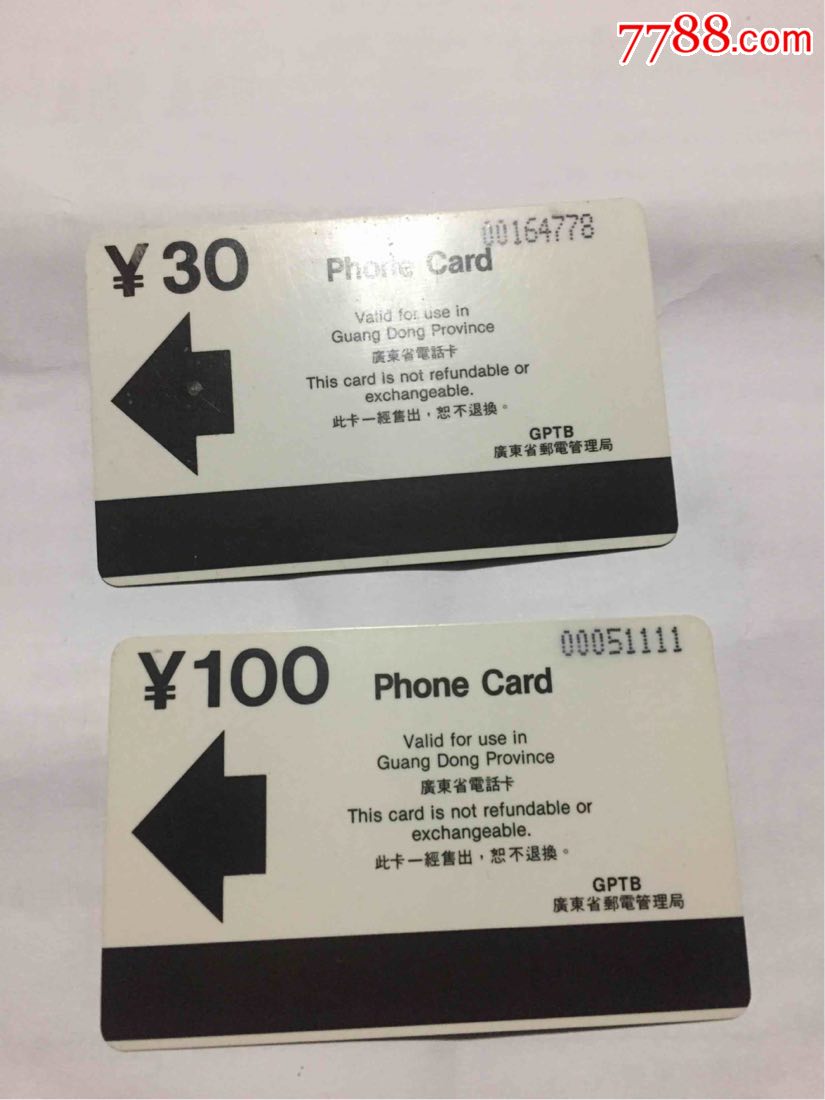 7788.com
00164778
¥30
Phone Card
Valid for use in
Guang Dong Province
廣東省電話卡
This card is not refundable or
exchangeable.
此卡一經售出，恕不退換。
GPTB
廣東省郵電管理局
00051111
¥100
Phone Card
Valid for use in
Guang Dong Province
廣東省電話卡
This card is not refundable or
exchangeable.
此卡一經售出，恕不退換。
GPTB
廣東省郵電管理局